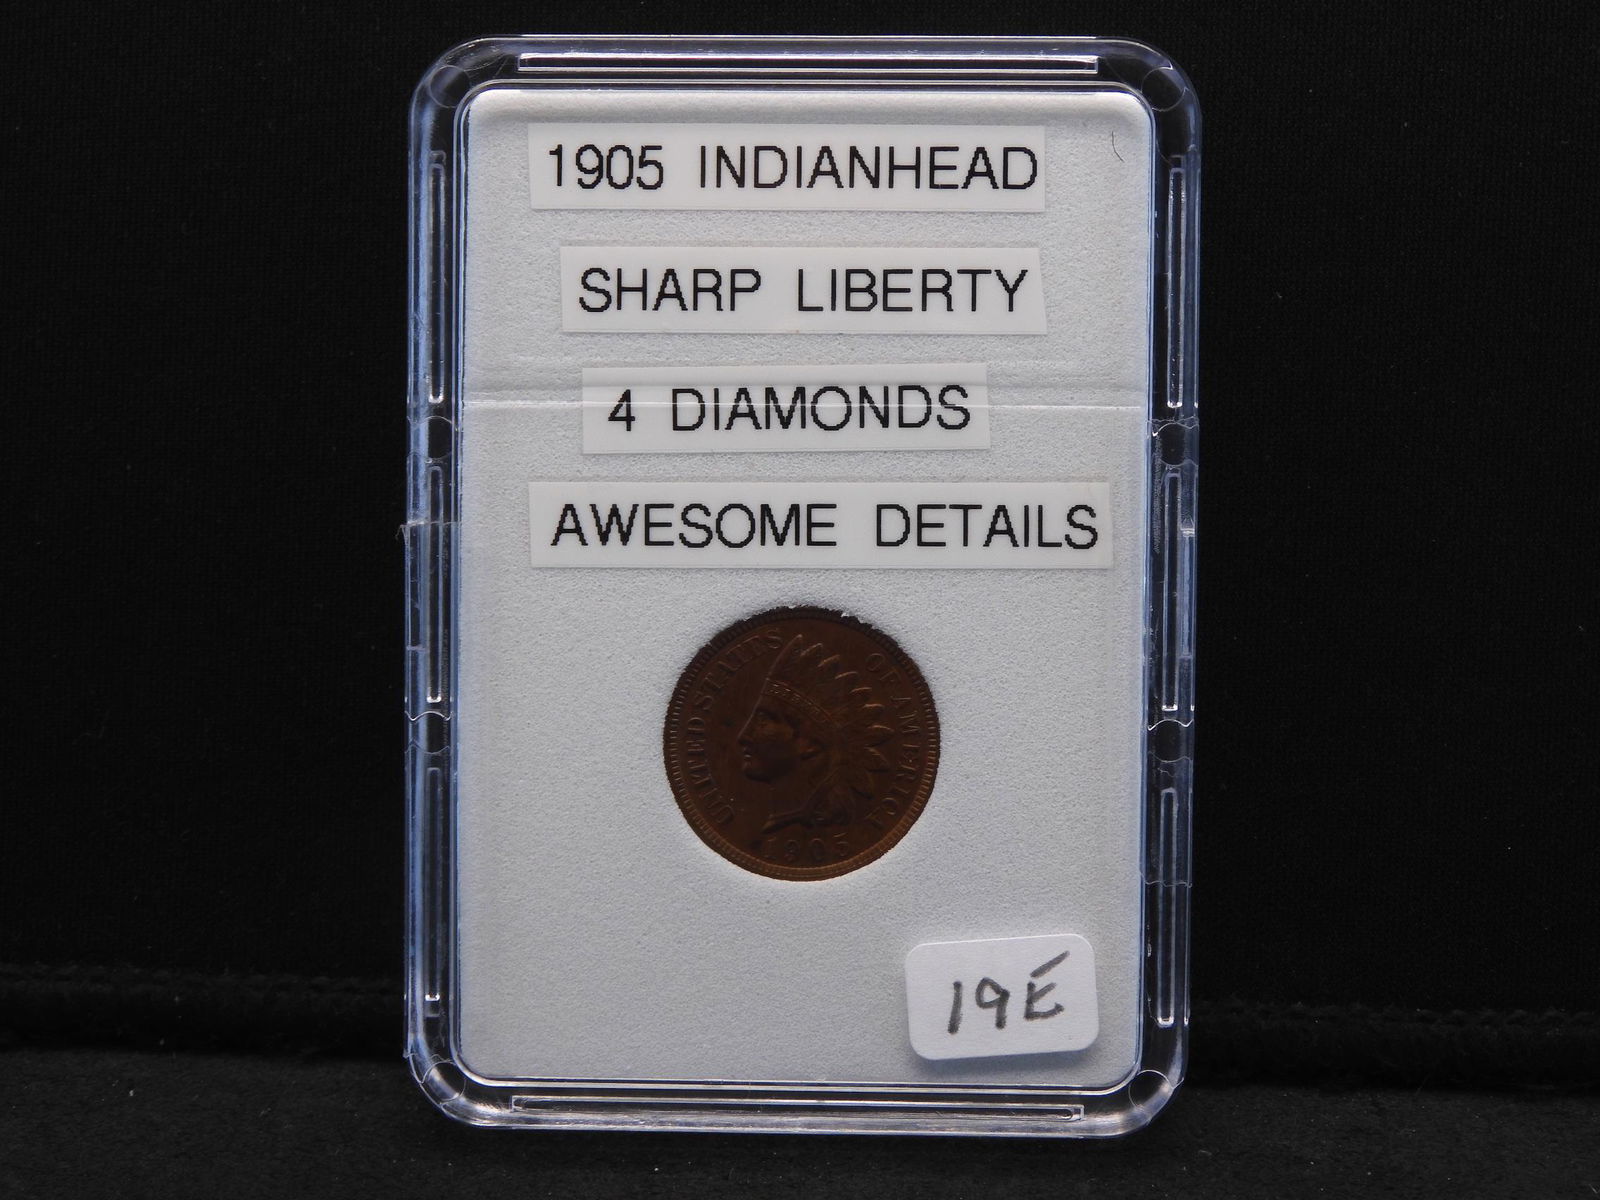 1905 INDIANHEAD
SHARP LIBERTY
4 DIAMONDS
AWESOME DETAILS
UNITED STATES OF AMERICA
1905
19E